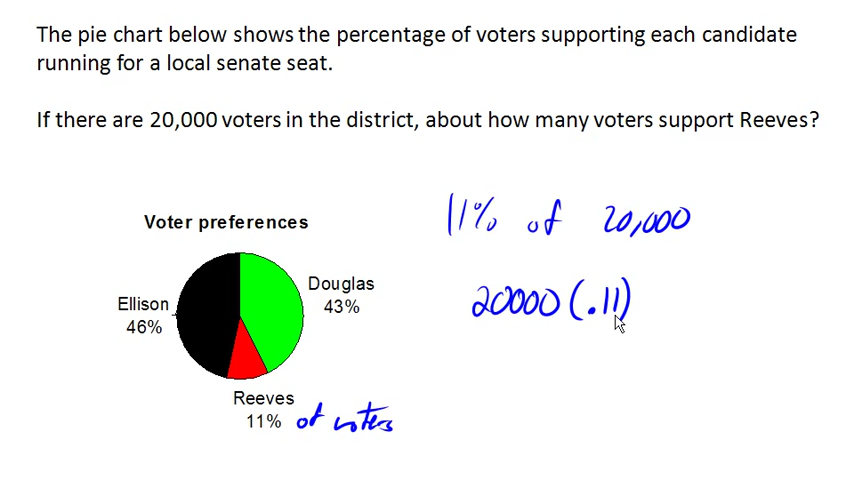 The pie chart below shows the percentage of voters supporting each candidate
running for a local senate seat.
If there are 20,000 voters in the district, about how many voters support Reeves?
11% of 20,000
Voter preferences
20000 (.11)
Douglas
43%
Ellison
46%
Reeves
11% of voters